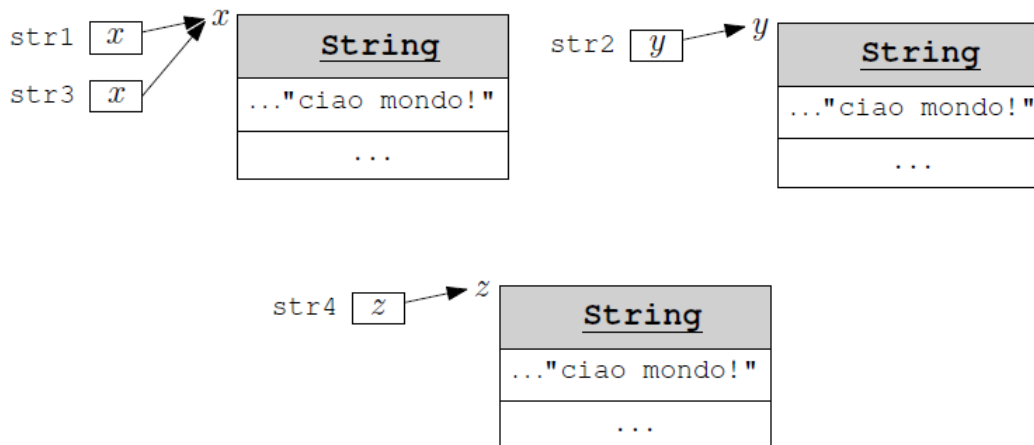 str1 x x String
str3 x
..."ciao mondo!"
...
str2 y y String
..."ciao mondo!"
...
str4 z z String
..."ciao mondo!"
...